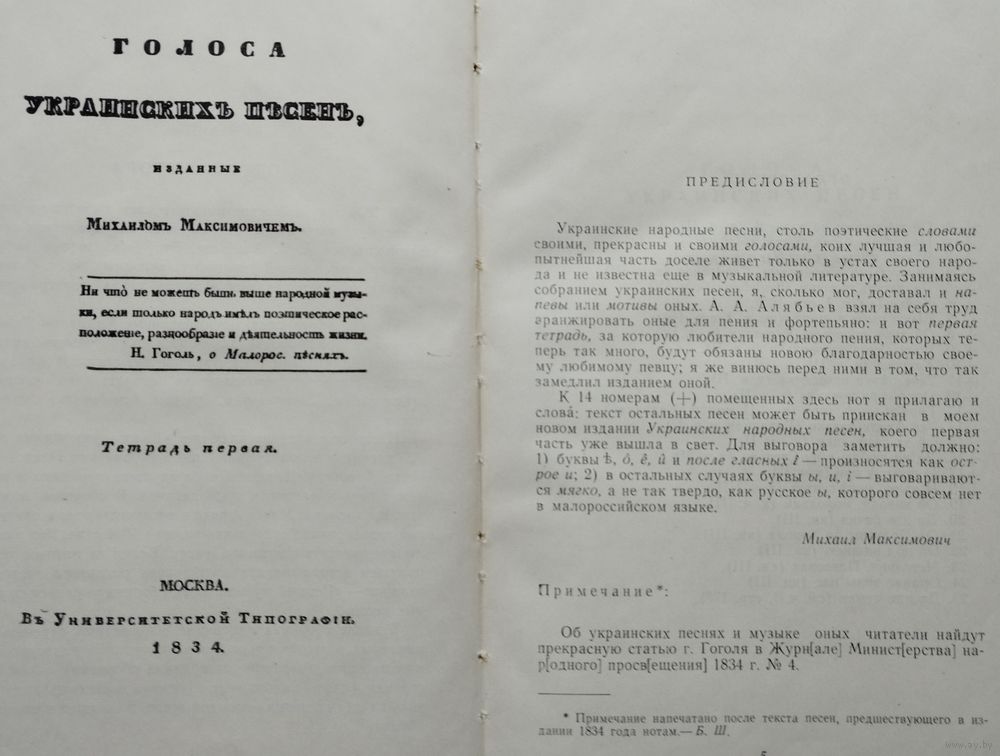 ГОЛОСА
УКРАИНСКИХЪ ПѢСЕНЪ,
ИЗДАННЫЕ
Михаиломъ Максимовичемъ.
Ни что̀ не можетъ быть выше народной музы-
ки, если только народъ имѣлъ поэтическое рас-
положеніе, разнообразіе и дѣятельность жизни.
Н. Гоголь, о Малорос. пѣсняхъ.
Тетрадь первая.
МОСКВА.
Въ Университетской Типографіи.
1834.
ПРЕДИСЛОВИЕ
Украинские народные песни, столь поэтические словами
своими, прекрасны и своими голосами, коих лучшая и любо-
пытнейшая часть доселе живет только в устах своего наро-
да и не известна еще в музыкальной литературе. Занимаясь
собранием украинских песен, я, сколько мог, доставал и на-
певы или мотивы оных. А. А. Алябьев взял на себя труд
аранжировать оные для пения и фортепьяно: и вот первая
тетрадь, за которую любители народного пения, которых те-
перь так много, будут обязаны новою благодарностью свое-
му любимому певцу; я же винюсь перед ними в том, что так
замедлил изданием оной.
К 14 номерам (+) помещенных здесь нот я прилагаю и
слова: текст остальных песен может быть приискан в моем
новом издании Украинских народных песен, коего первая
часть уже вышла в свет. Для выговора заметить должно:
1) буквы ѣ, о̂, ê, и̂ и после гласных î — произносятся как ост-
рое и; 2) в остальных случаях буквы ы, и, і — выговаривают-
ся мягко, а не так твердо, как русское ы, которого совсем нет
в малороссийском языке.
Михаил Максимович
Примечание*:
Об украинских песнях и музыке оных читатели найдут
прекрасную статью г. Гоголя в Журн[але] Минист[ерства] на-
р[одного] просв[ещения] 1834 г. № 4.
* Примечание напечатано после текста песен, предшествующего в из-
дании 1834 года нотам.— Б. Ш.
5
www.ay.by